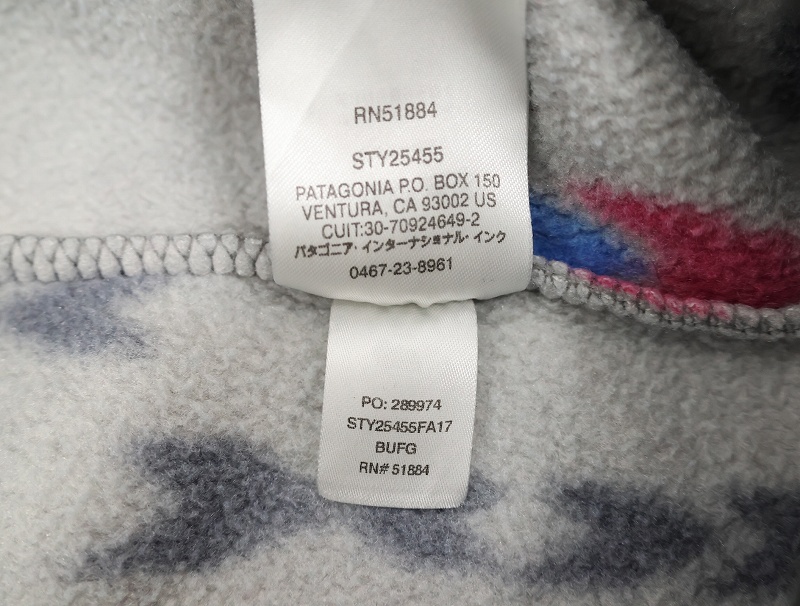 RN51884
STY25455
PATAGONIA P.O. BOX 150
VENTURA, CA 93002 US
CUIT:30-70924649-2
パタゴニア・インターナショナル・インク
0467-23-8961
PO: 289974
STY25455FA17
BUFG
RN# 51884